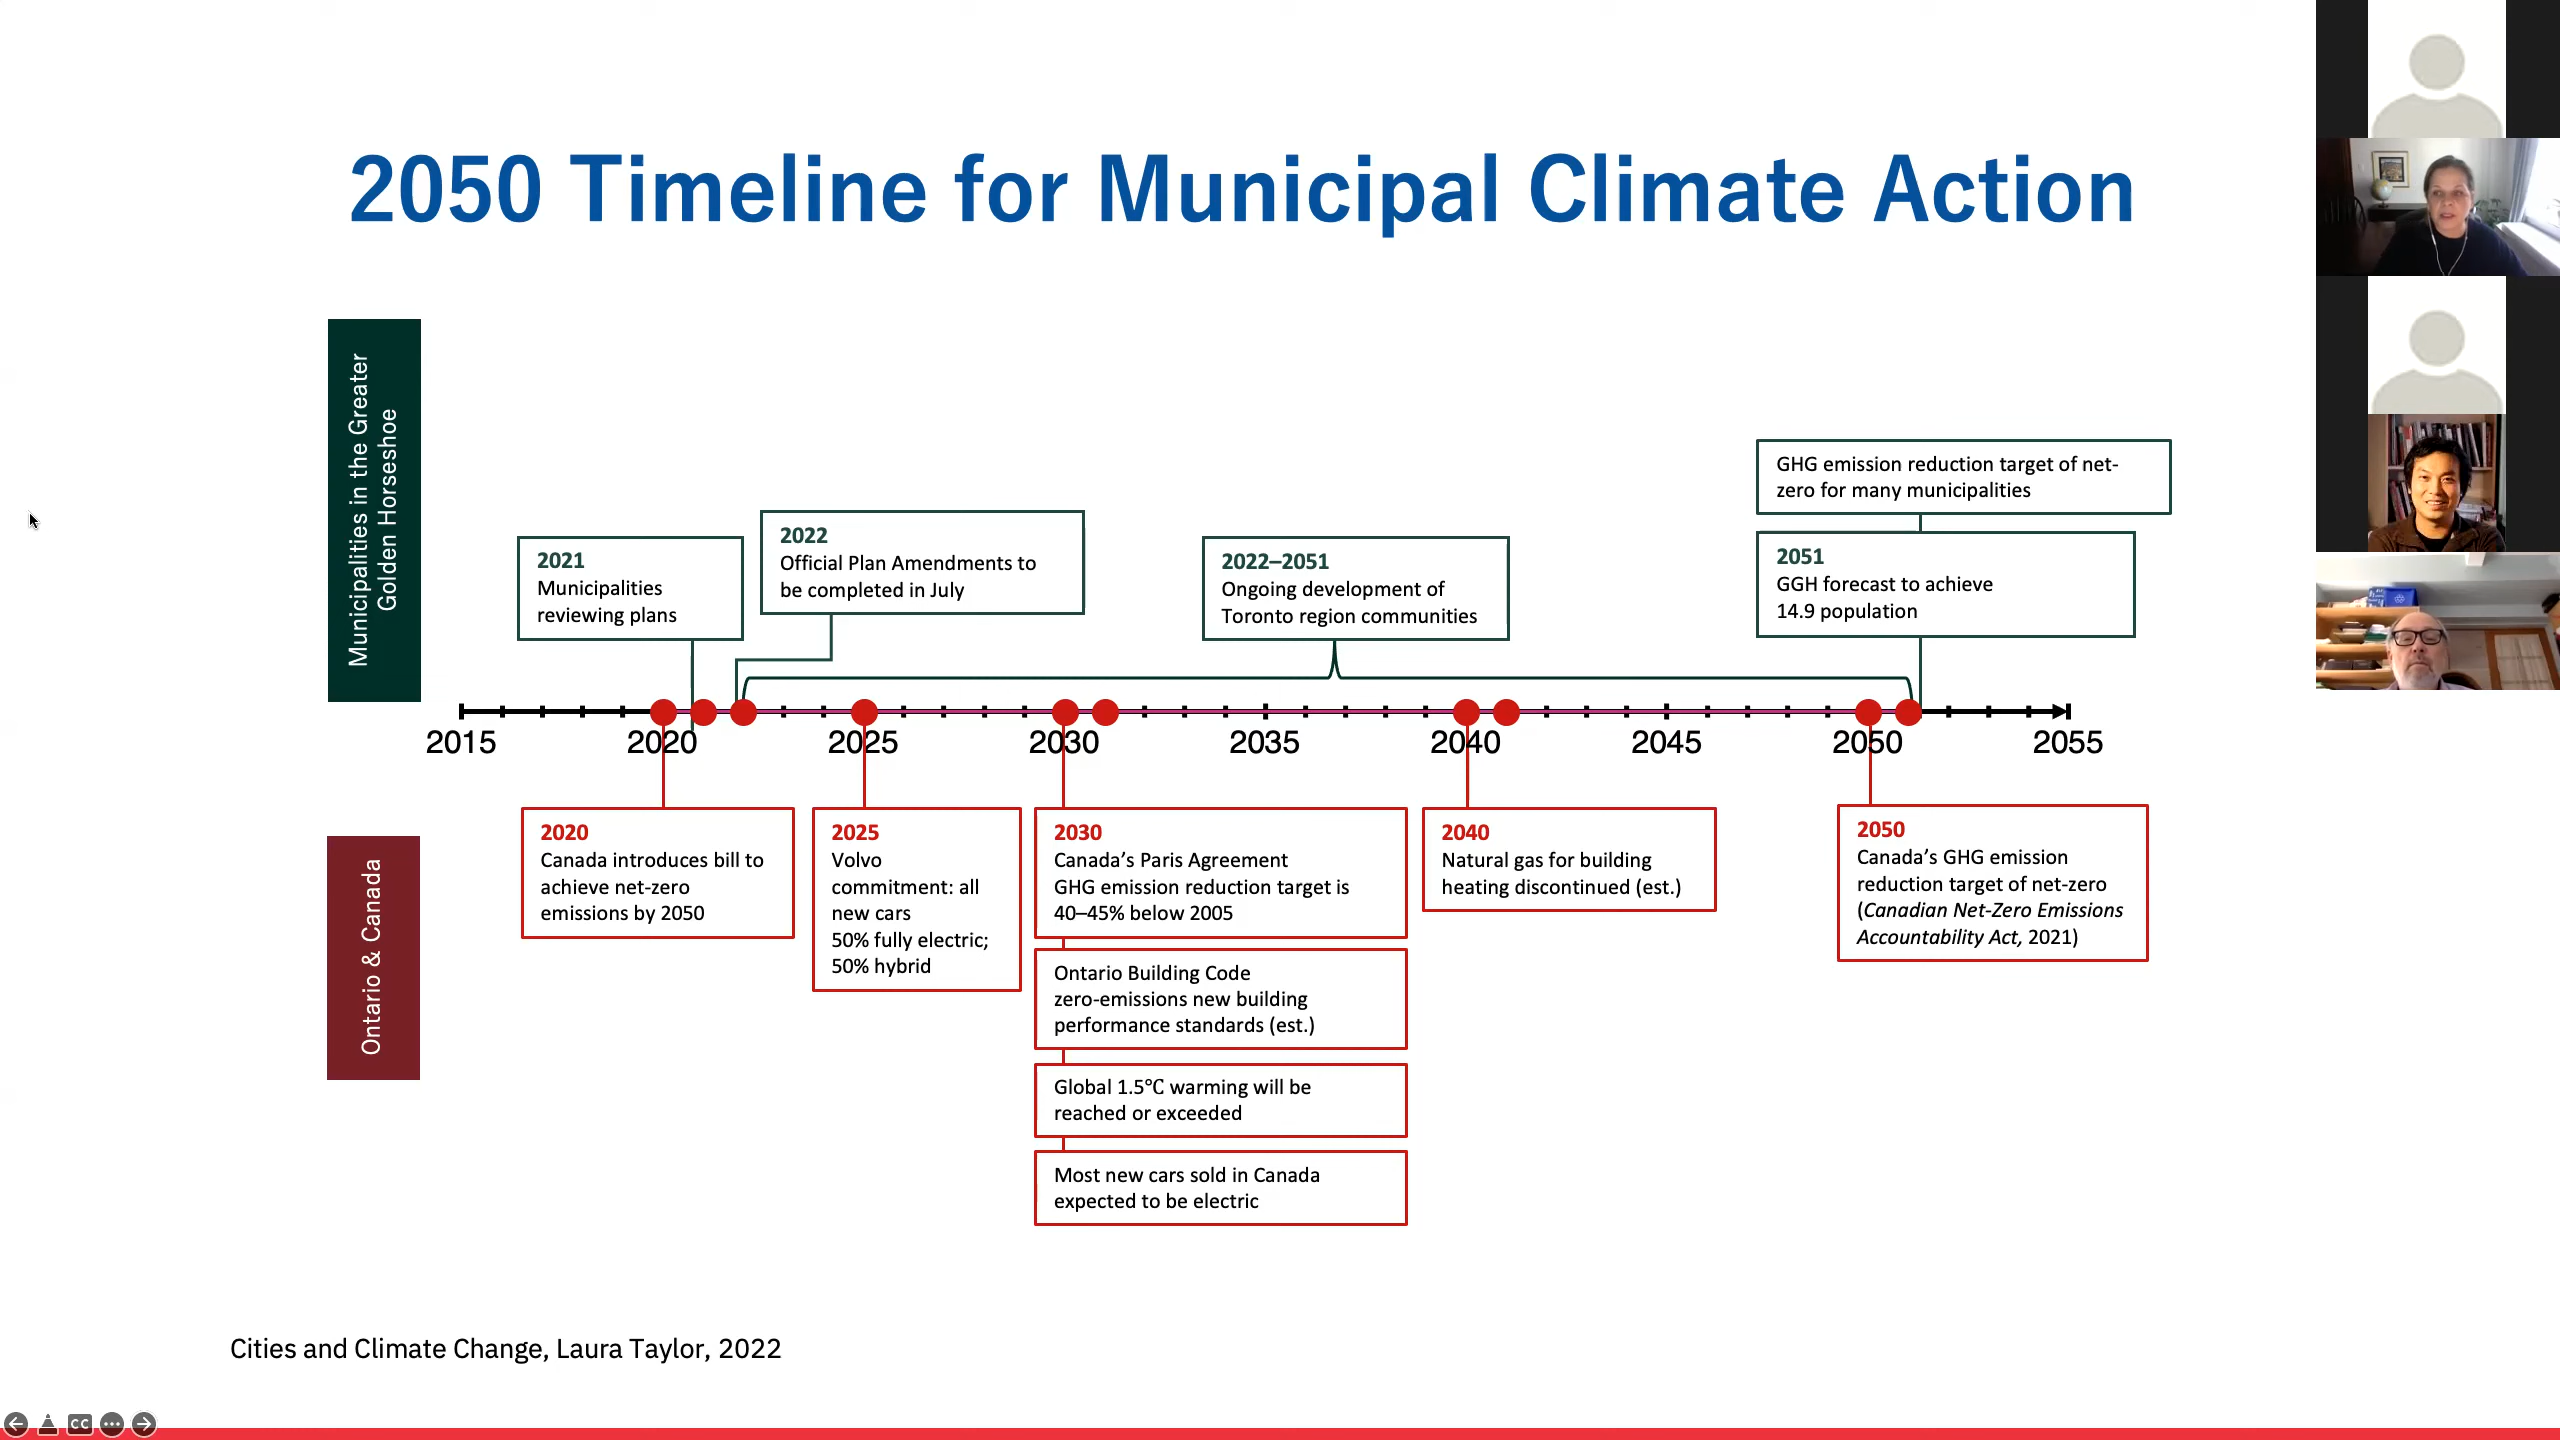 2050 Timeline for Municipal Climate Action
Municipalities in the Greater
Golden Horseshoe
GHG emission reduction target of net-
zero for many municipalities
2021
Municipalities
reviewing plans
2022
Official Plan Amendments to
be completed in July
2022–2051
Ongoing development of
Toronto region communities
2051
GGH forecast to achieve
14.9 population
2015
2020
2025
2030
2035
2040
2045
2050
2055
Ontario & Canada
2020
Canada introduces bill to
achieve net-zero
emissions by 2050
2025
Volvo
commitment: all
new cars
50% fully electric;
50% hybrid
2030
Canada’s Paris Agreement
GHG emission reduction target is
40–45% below 2005
Ontario Building Code
zero-emissions new building
performance standards (est.)
Global 1.5℃ warming will be
reached or exceeded
Most new cars sold in Canada
expected to be electric
2040
Natural gas for building
heating discontinued (est.)
2050
Canada’s GHG emission
reduction target of net-zero
(Canadian Net-Zero Emissions
Accountability Act, 2021)
Cities and Climate Change, Laura Taylor, 2022
CC